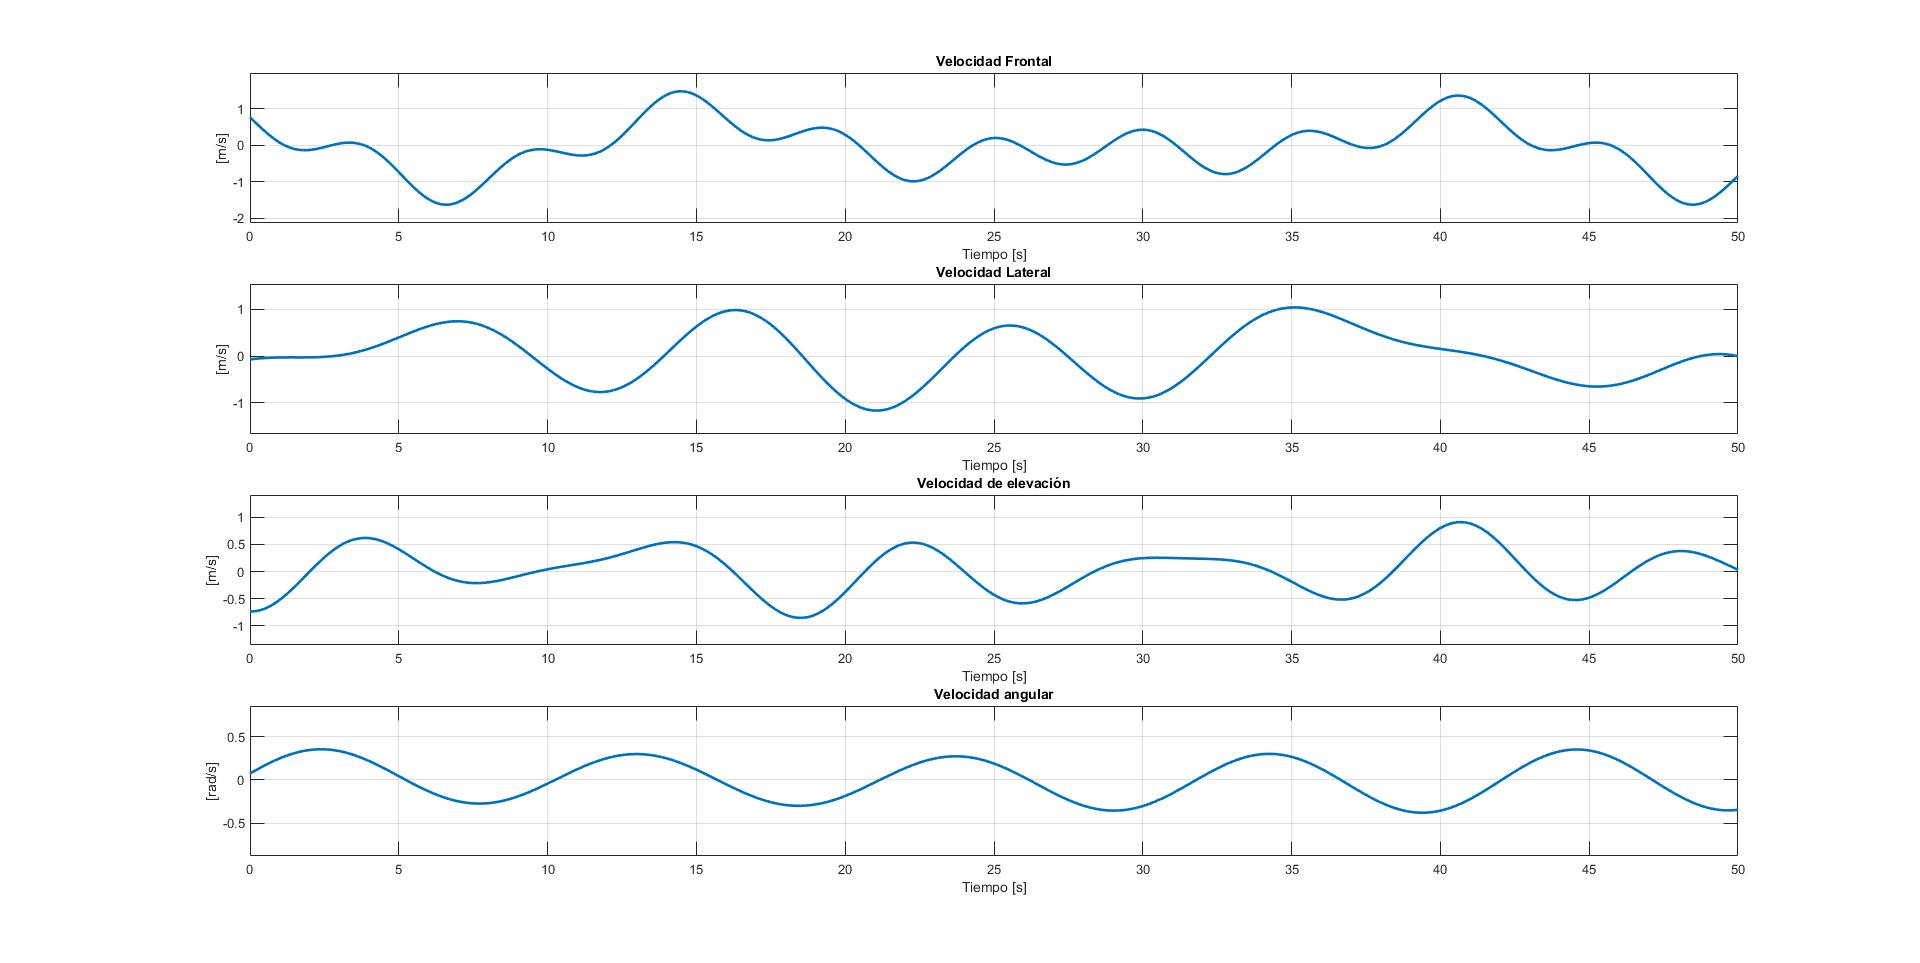 Velocidad Frontal
1
0
-1
-2
[m/s]
0 5 10 15 20 25 30 35 40 45 50
Tiempo [s]
Velocidad Lateral
1
0
-1
[m/s]
0 5 10 15 20 25 30 35 40 45 50
Tiempo [s]
Velocidad de elevación
1
0.5
0
-0.5
-1
[m/s]
0 5 10 15 20 25 30 35 40 45 50
Tiempo [s]
Velocidad angular
0.5
0
-0.5
[rad/s]
0 5 10 15 20 25 30 35 40 45 50
Tiempo [s]